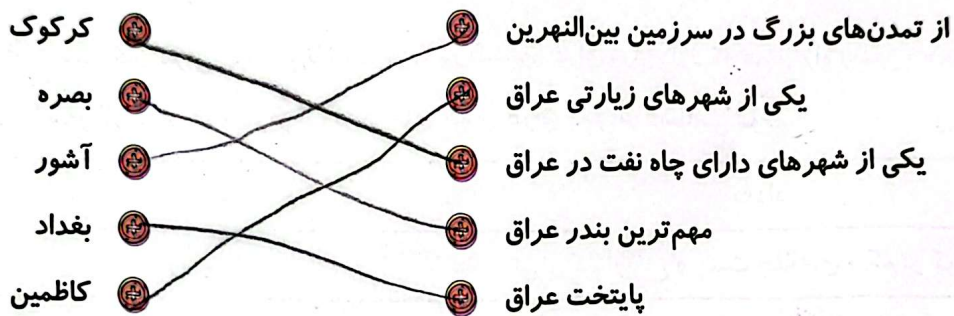 از تمدن‌های بزرگ در سرزمین بین‌النهرین
کرکوک
یکی از شهرهای زیارتی عراق
بصره
یکی از شهرهای دارای چاه نفت در عراق
آشور
مهم‌ترین بندر عراق
بغداد
پایتخت عراق
کاظمین